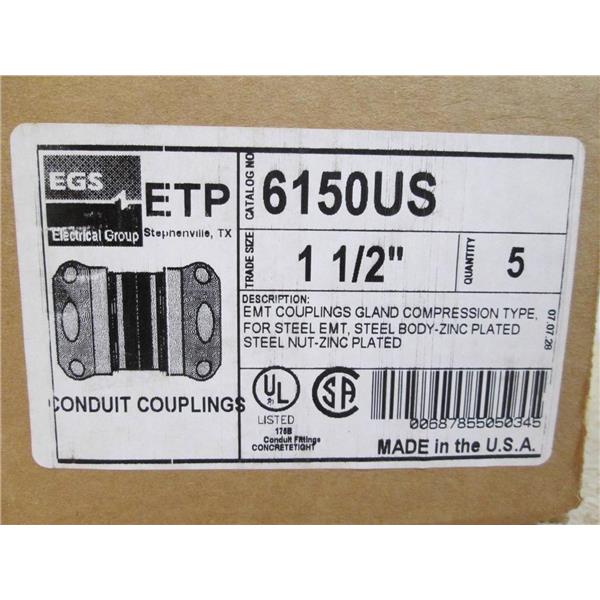 EGS
Electrical Group
ETP
Stephenville, TX
CATALOG NO
6150US
TRADE SIZE
1 1/2"
QUANTITY
5
DESCRIPTION:
EMT COUPLINGS GLAND COMPRESSION TYPE,
FOR STEEL EMT, STEEL BODY-ZINC PLATED
STEEL NUT-ZINC PLATED
07.07.28
CONDUIT COUPLINGS
UL
LISTED
176B
Conduit Fittings
CONCRETETIGHT
SA
00687855050345
MADE in the U.S.A.